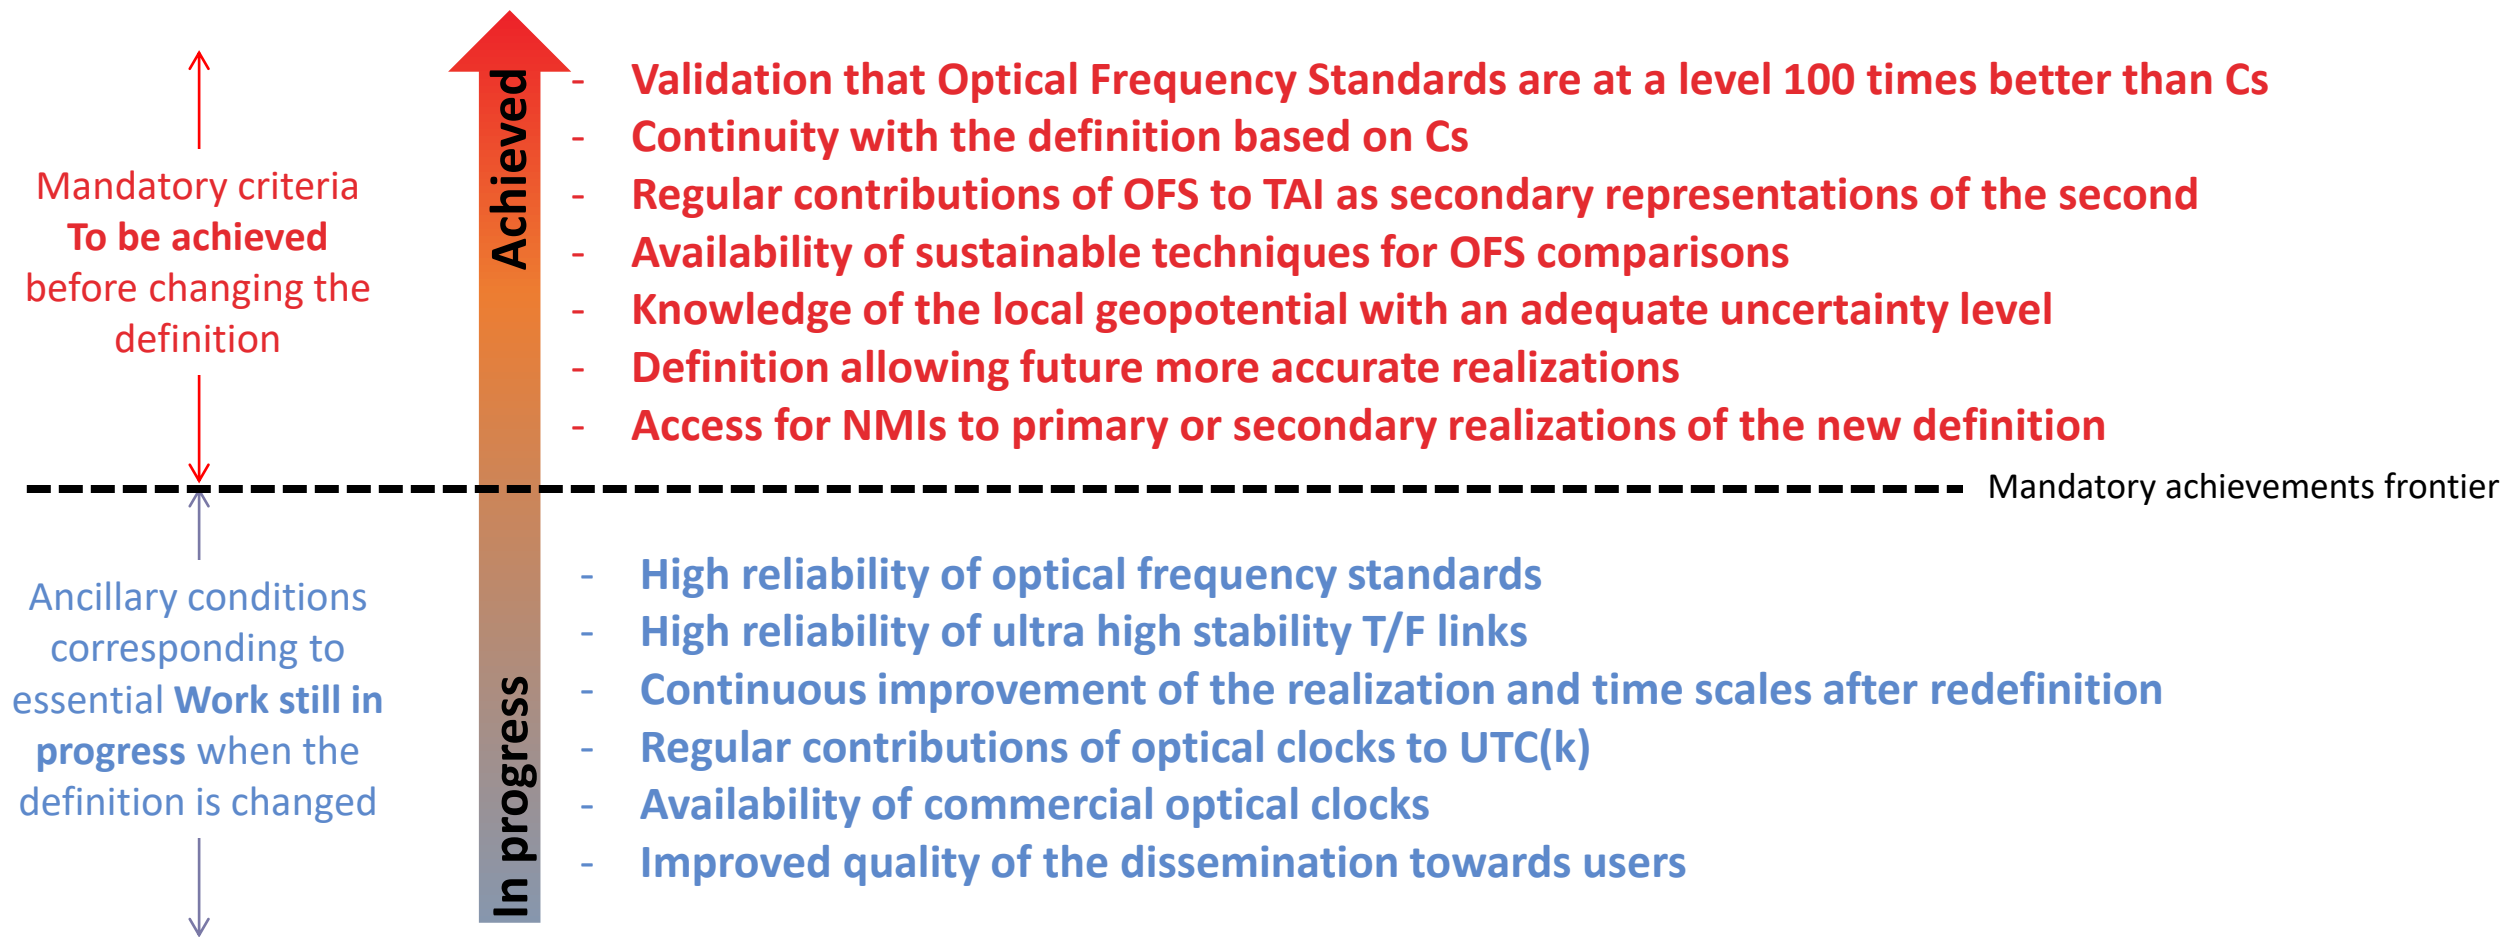 Mandatory criteria
To be achieved
before changing the
definition
Achieved
- Validation that Optical Frequency Standards are at a level 100 times better than Cs
- Continuity with the definition based on Cs
- Regular contributions of OFS to TAI as secondary representations of the second
- Availability of sustainable techniques for OFS comparisons
- Knowledge of the local geopotential with an adequate uncertainty level
- Definition allowing future more accurate realizations
- Access for NMIs to primary or secondary realizations of the new definition
Mandatory achievements frontier
Ancillary conditions
corresponding to
essential Work still in
progress when the
definition is changed
In progress
- High reliability of optical frequency standards
- High reliability of ultra high stability T/F links
- Continuous improvement of the realization and time scales after redefinition
- Regular contributions of optical clocks to UTC(k)
- Availability of commercial optical clocks
- Improved quality of the dissemination towards users